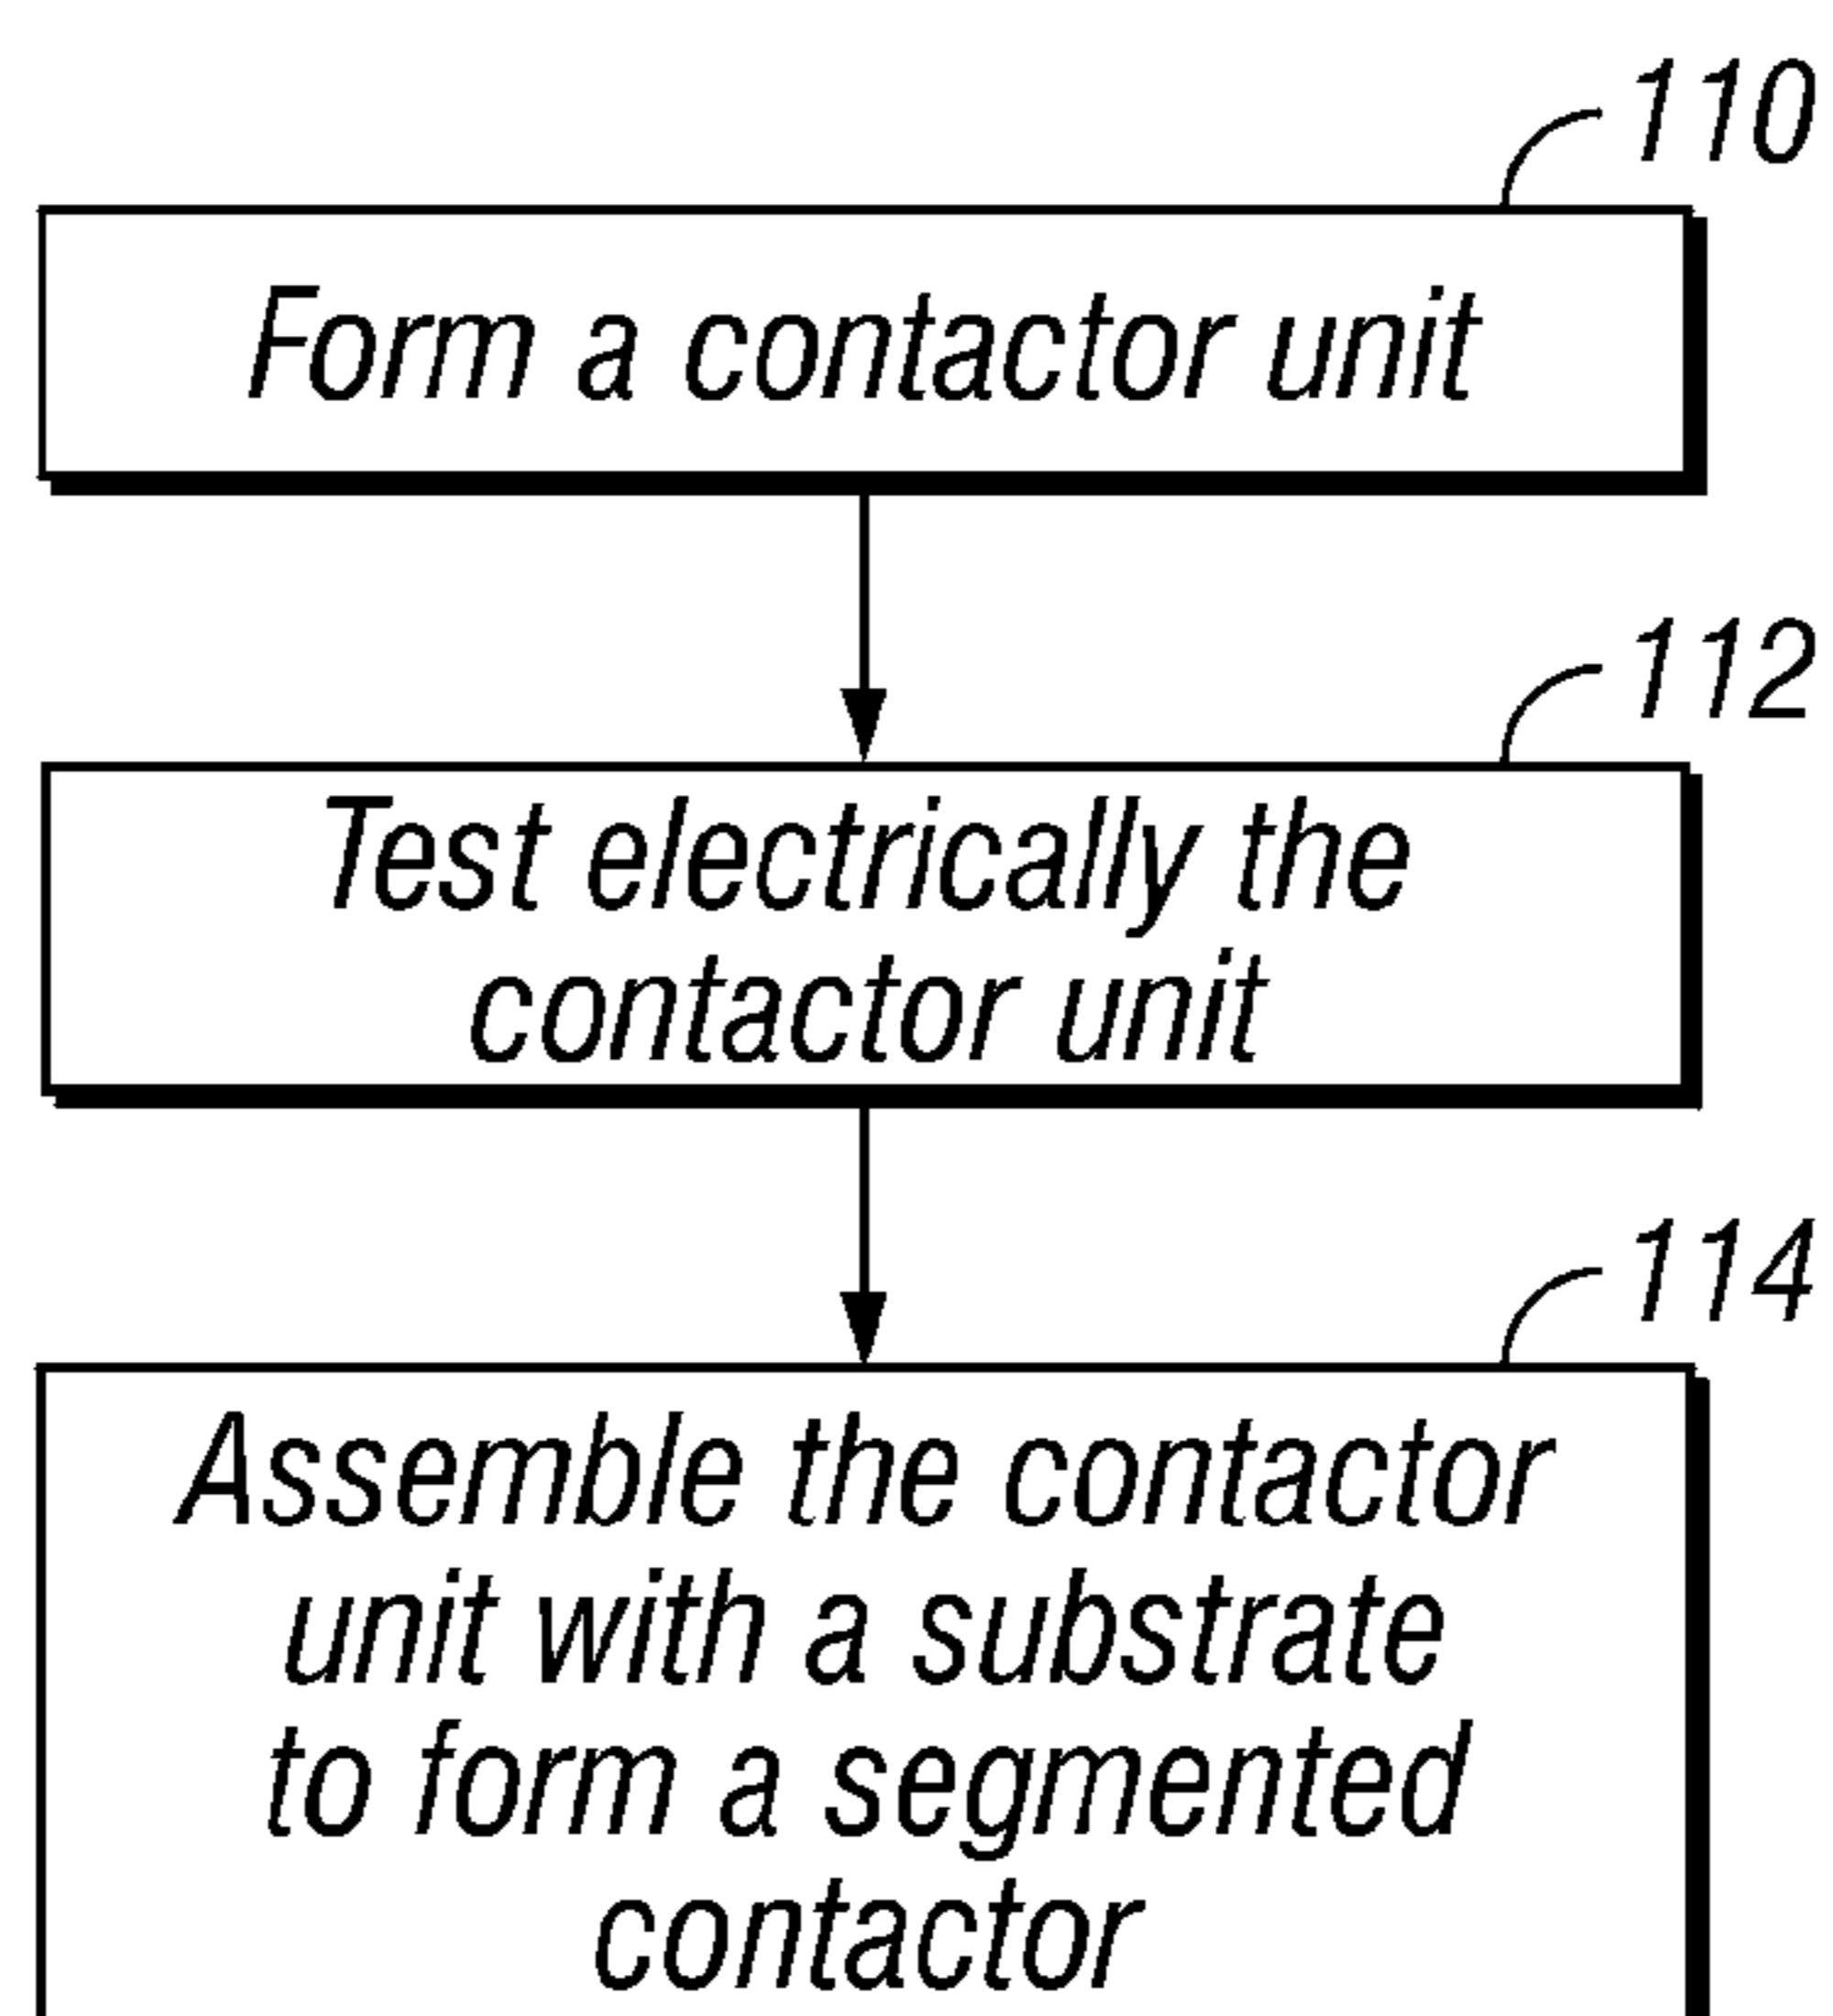 110
Form a contactor unit
112
Test electrically the
contactor unit
114
Assemble the contactor
unit with a substrate
to form a segmented
contactor